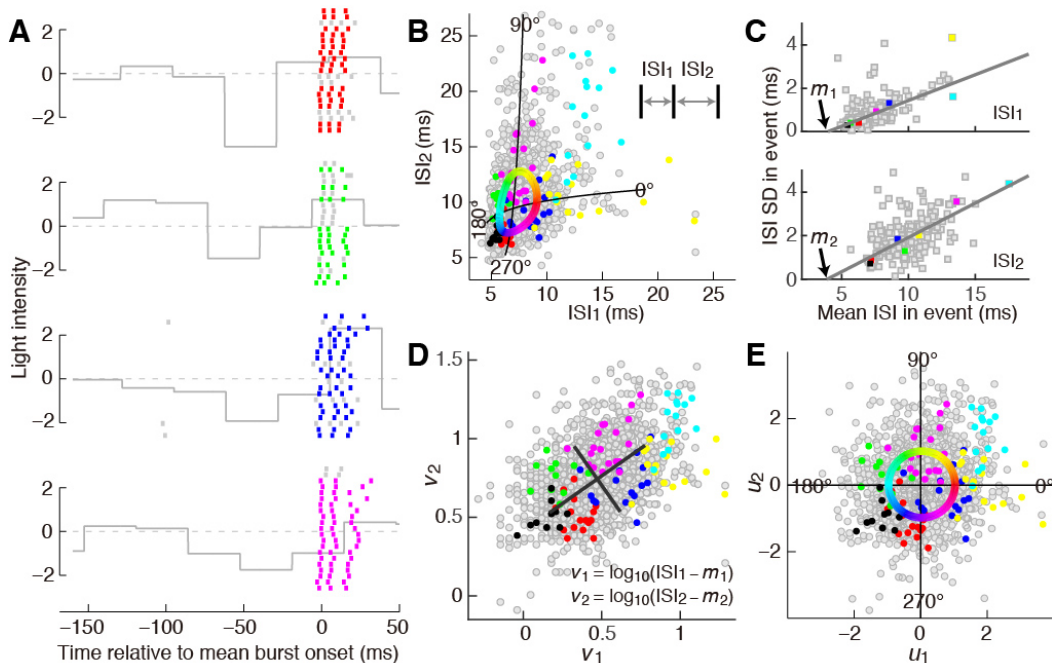 A
Light intensity
2
0
−2
2
0
−2
2
0
−2
2
0
−2
−150
−100
−50
0
50
Time relative to mean burst onset (ms)
B
ISI2 (ms)
25
20
15
10
5
90°
0°
180°
270°
ISI1 ISI2
5
10
15
20
25
ISI1 (ms)
C
ISI SD in event (ms)
4
2
0
m1
ISI1
4
2
0
m2
ISI2
5
10
15
Mean ISI in event (ms)
D
v2
1.5
1
0.5
0
v1 = log10(ISI1 − m1)
v2 = log10(ISI2 − m2)
0
0.5
1
v1
E
u2
2
0
−2
90°
180°
0°
270°
−2
0
2
u1